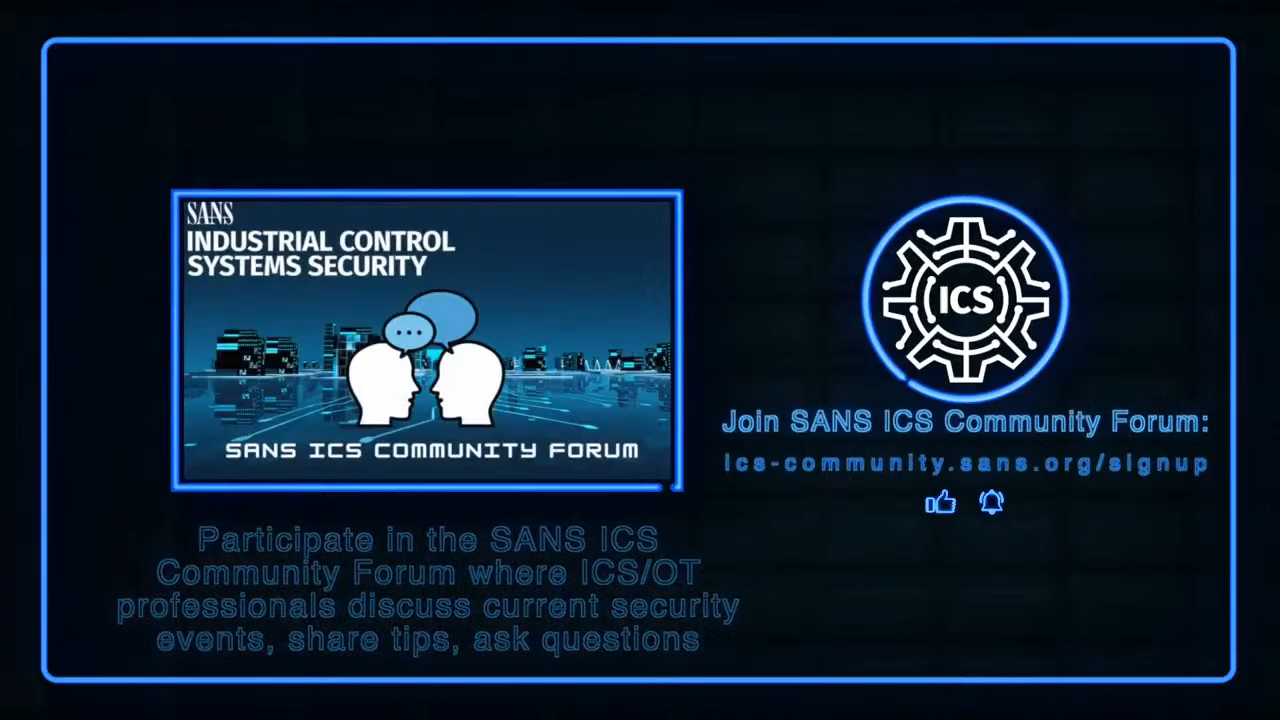 SANS
INDUSTRIAL CONTROL
SYSTEMS SECURITY
SANS ICS COMMUNITY FORUM
Participate in the SANS ICS
Community Forum where ICS/OT
professionals discuss current security
events, share tips, ask questions
ICS
Join SANS ICS Community Forum:
ics-community.sans.org/signup